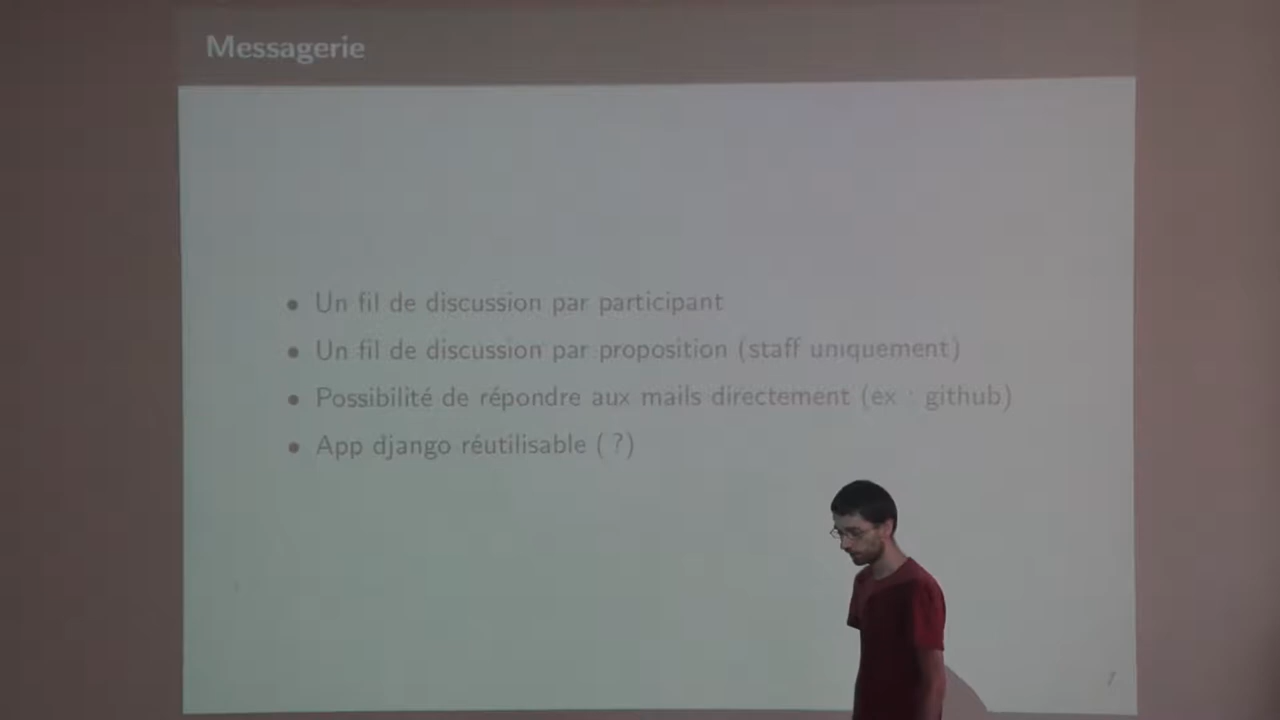 Messagerie
• Un fil de discussion par participant
• Un fil de discussion par proposition (staff uniquement)
• Possibilité de répondre aux mails directement (ex : github)
• App django réutilisable ( ?)